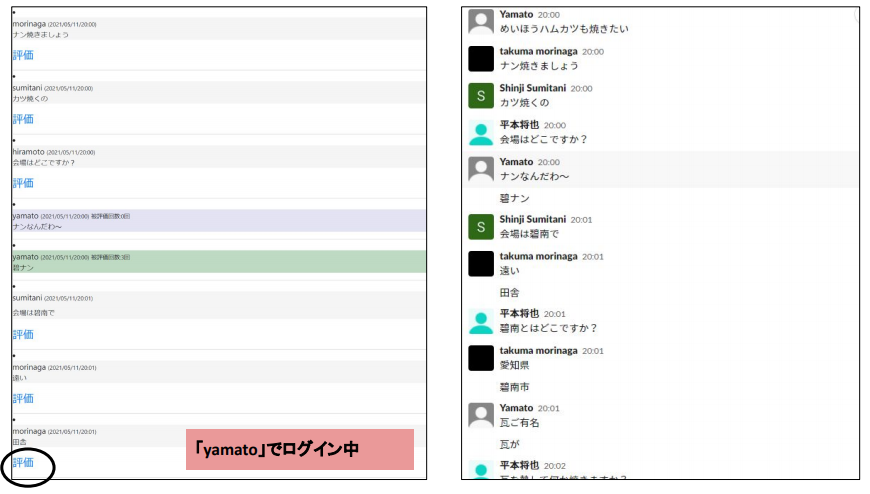 morinaga (2021/05/11/20:00)
ナン焼きましょう
評価
sumitani (2021/05/11/20:00)
カツ焼くの
評価
hiramoto (2021/05/11/20:00)
会場はどこですか？
評価
yamato (2021/05/11/20:00) 被評価回数:0回
ナンなんだわ〜
yamato (2021/05/11/20:00) 被評価回数:3回
碧ナン
sumitani (2021/05/11/20:01)
会場は碧南で
評価
morinaga (2021/05/11/20:01)
遠い
評価
morinaga (2021/05/11/20:01)
田舎
評価
「yamato」でログイン中
Yamato 20:00
めいほうハムカツも焼きたい
takuma morinaga 20:00
ナン焼きましょう
S
Shinji Sumitani 20:00
カツ焼くの
平本将也 20:00
会場はどこですか？
Yamato 20:00
ナンなんだわ〜
碧ナン
S
Shinji Sumitani 20:01
会場は碧南で
takuma morinaga 20:01
遠い
田舎
平本将也 20:01
碧南とはどこですか？
takuma morinaga 20:01
愛知県
碧南市
Yamato 20:01
瓦ご有名
瓦が
平本将也 20:02